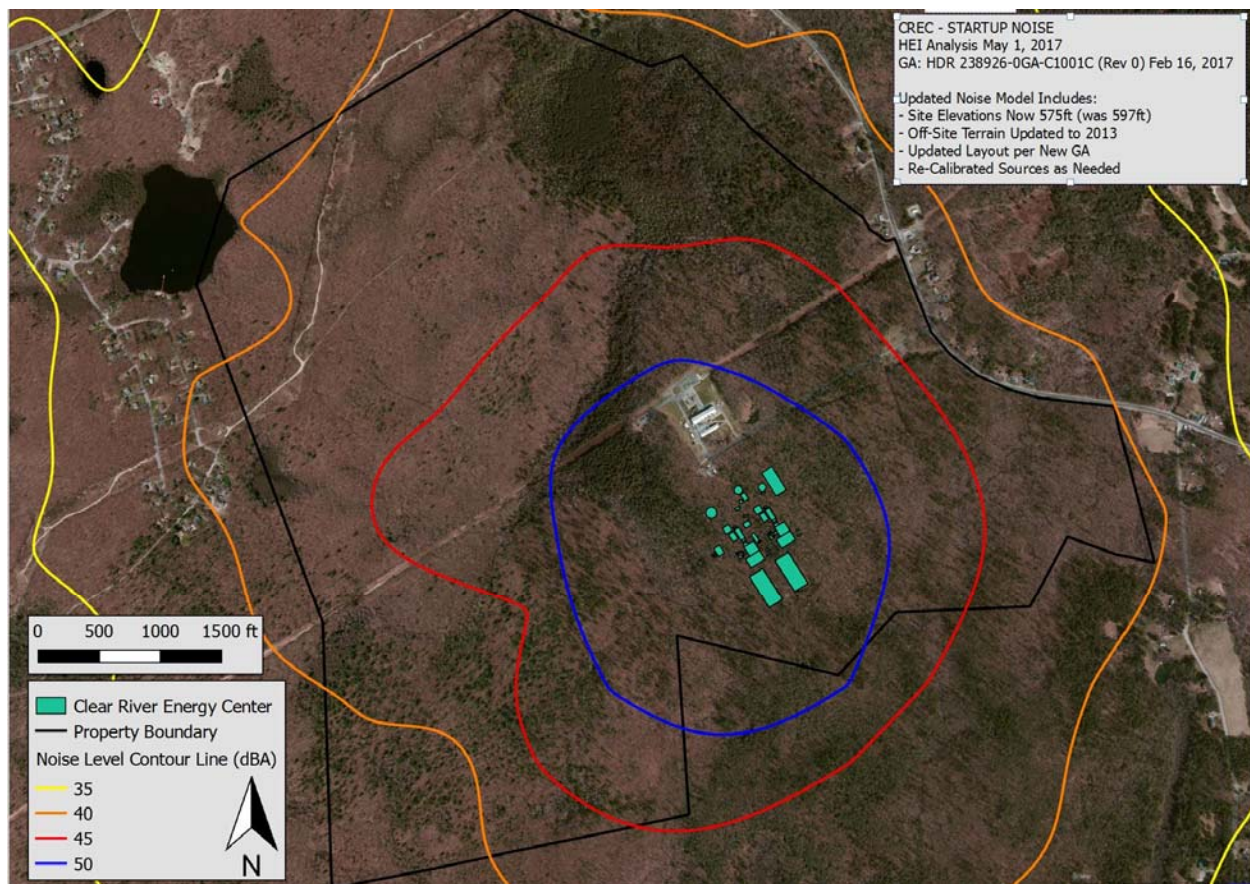 CREC - STARTUP NOISE
HEI Analysis May 1, 2017
GA: HDR 238926-0GA-C1001C (Rev 0) Feb 16, 2017
Updated Noise Model Includes:
- Site Elevations Now 575ft (was 597ft)
- Off-Site Terrain Updated to 2013
- Updated Layout per New GA
- Re-Calibrated Sources as Needed
0 500 1000 1500 ft
Clear River Energy Center
Property Boundary
Noise Level Contour Line (dBA)
35
40
45
50
N